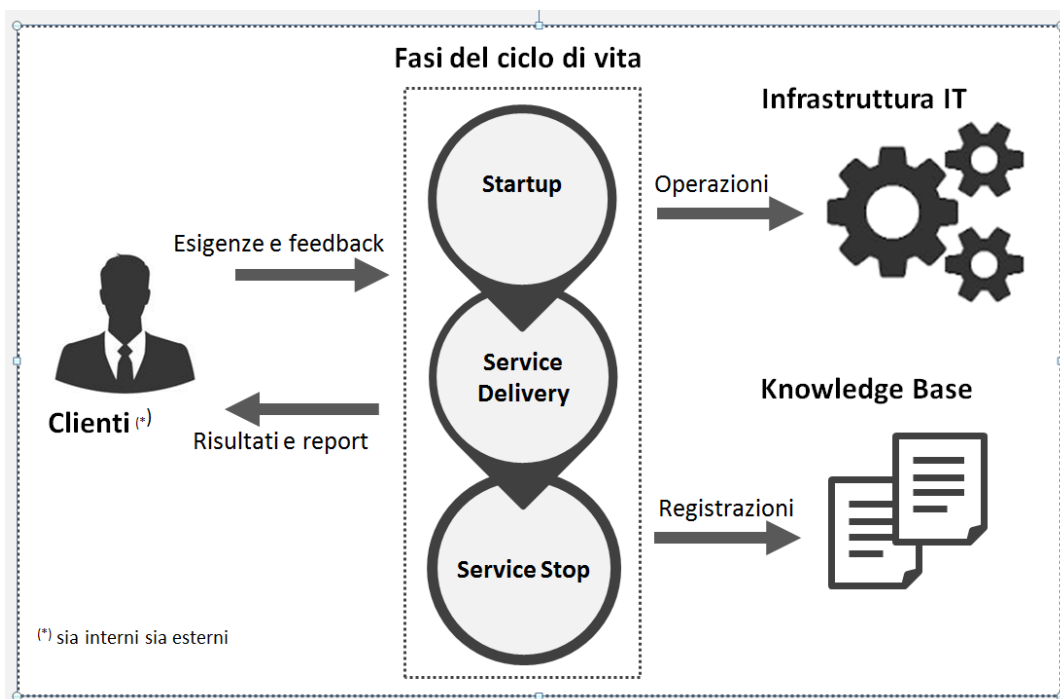 Fasi del ciclo di vita
Infrastruttura IT
Startup
Operazioni
Esigenze e feedback
Service
Delivery
Knowledge Base
Clienti (*)
Risultati e report
Registrazioni
Service Stop
(*) sia interni sia esterni